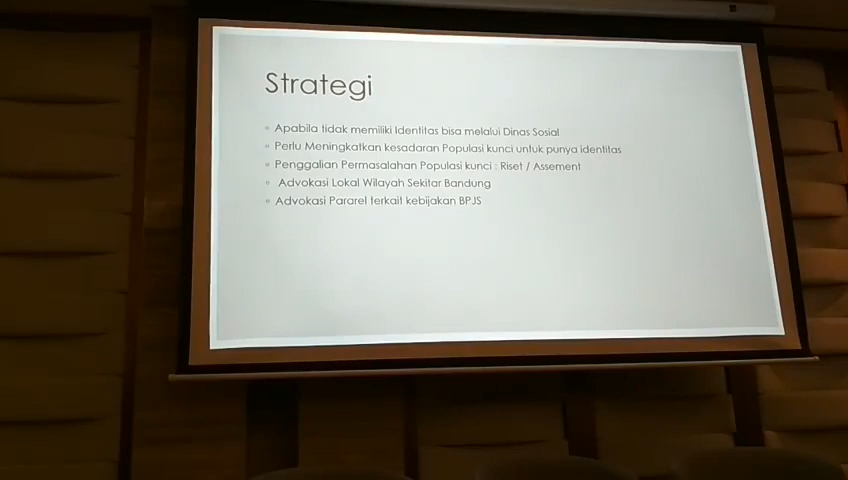 Strategi
Apabila tidak memiliki Identitas bisa melalui Dinas Sosial
Perlu Meningkatkan kesadaran Populasi kunci untuk punya identitas
Penggalian Permasalahan Populasi kunci : Riset / Assement
Advokasi Lokal Wilayah Sekitar Bandung
Advokasi Pararel terkait kebijakan BPJS